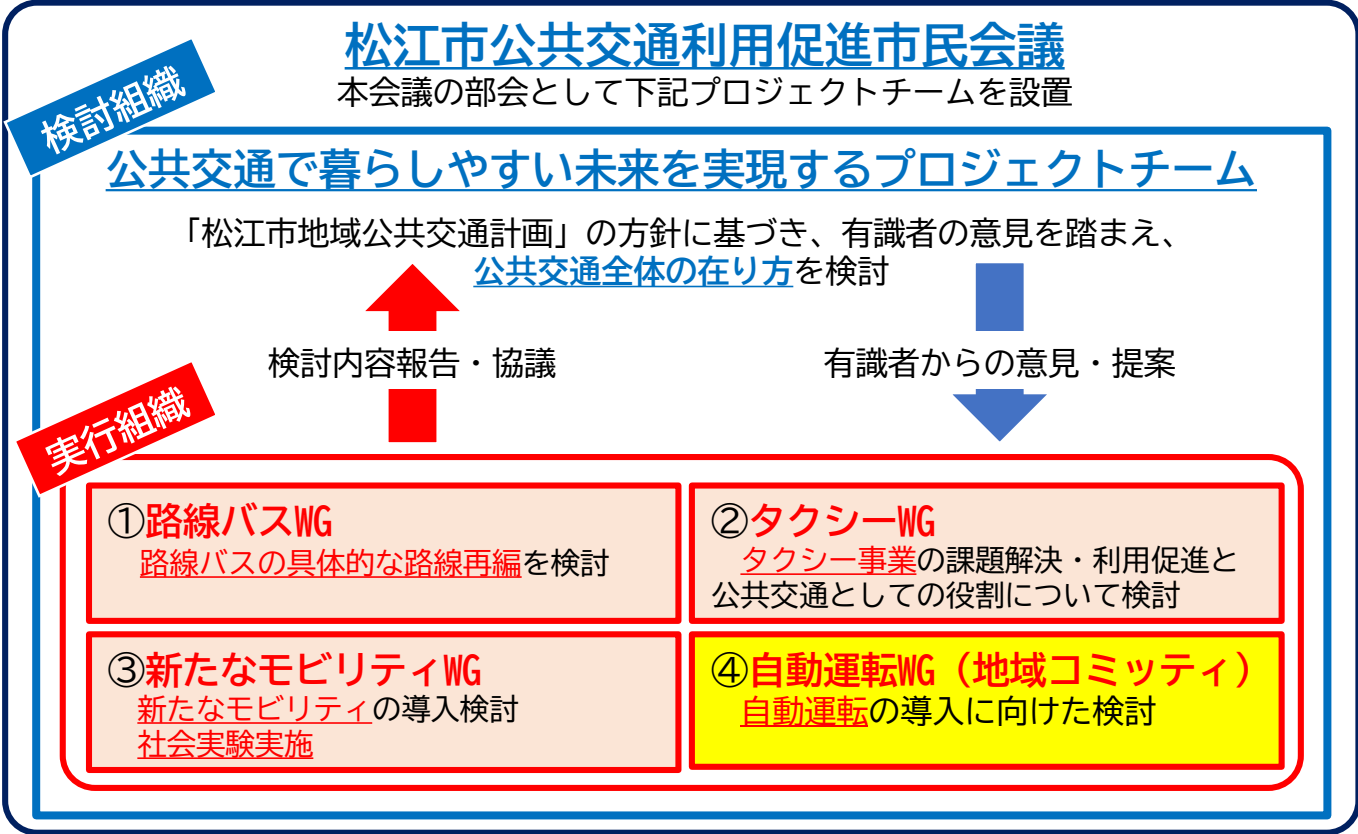 松江市公共交通利用促進市民会議
本会議の部会として下記プロジェクトチームを設置
検討組織
公共交通で暮らしやすい未来を実現するプロジェクトチーム
「松江市地域公共交通計画」の方針に基づき、有識者の意見を踏まえ、
公共交通全体の在り方を検討
検討内容報告・協議
有識者からの意見・提案
実行組織
①路線バスWG
路線バスの具体的な路線再編を検討
②タクシーWG
タクシー事業の課題解決・利用促進と
公共交通としての役割について検討
③新たなモビリティWG
新たなモビリティの導入検討
社会実験実施
④自動運転WG（地域コミッティ）
自動運転の導入に向けた検討